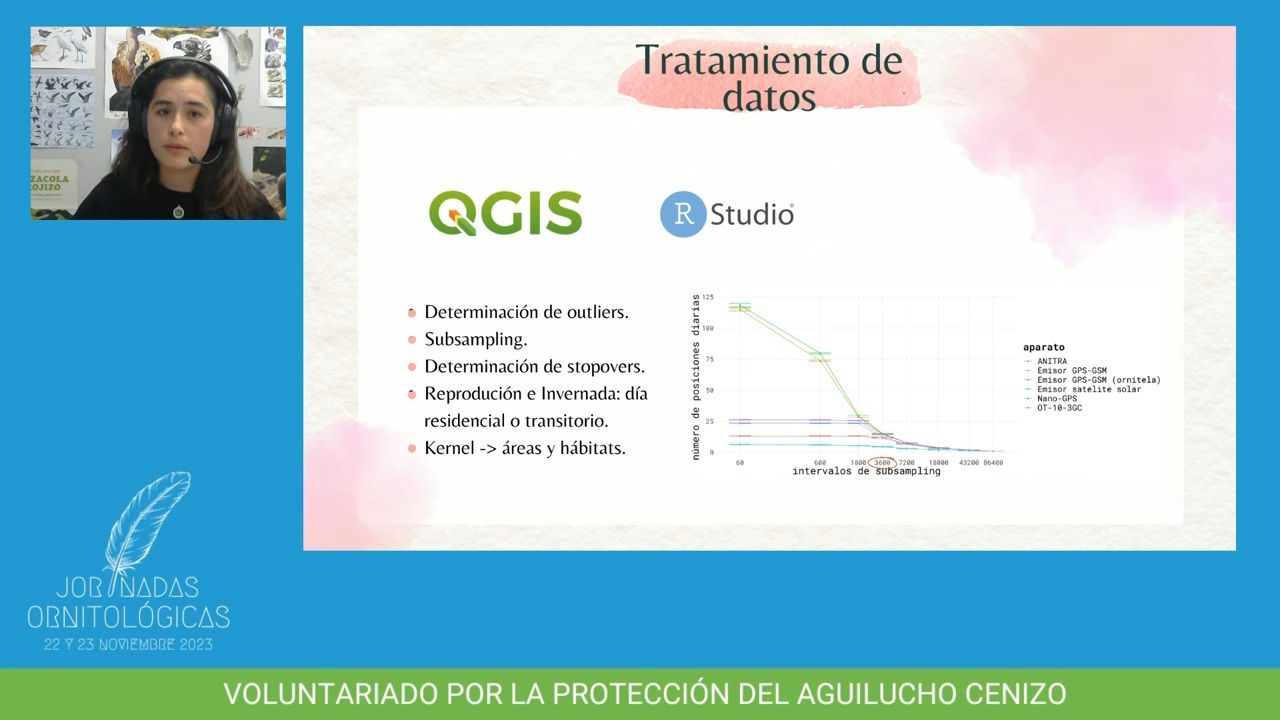 Tratamiento de
datos
QGIS
R Studio
Determinación de outliers.
Subsampling.
Determinación de stopovers.
Reprodución e Invernada: día
residencial o transitorio.
Kernel -> áreas y hábitats.
número de posiciones diarias
125
100
75
50
25
0
60
600
1800
3600
7200
18000
43200
86400
intervalos de subsampling
aparato
ANITRA
Emisor GPS-GSM
Emisor GPS-GSM (ornitela)
Emisor satélite solar
Nano-GPS
OT-10-3GC
ZACOLA
OJIZO
JORNADAS
ORNITOLÓGICAS
22 Y 23 NOVIEMBRE 2023
VOLUNTARIADO POR LA PROTECCIÓN DEL AGUILUCHO CENIZO